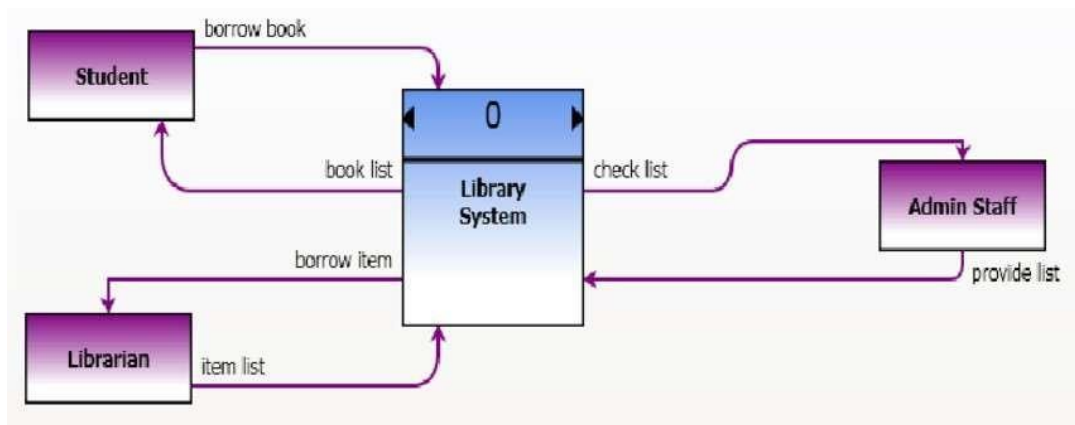 borrow book
Student
0
book list
check list
Library
System
Admin Staff
borrow item
provide list
Librarian
item list